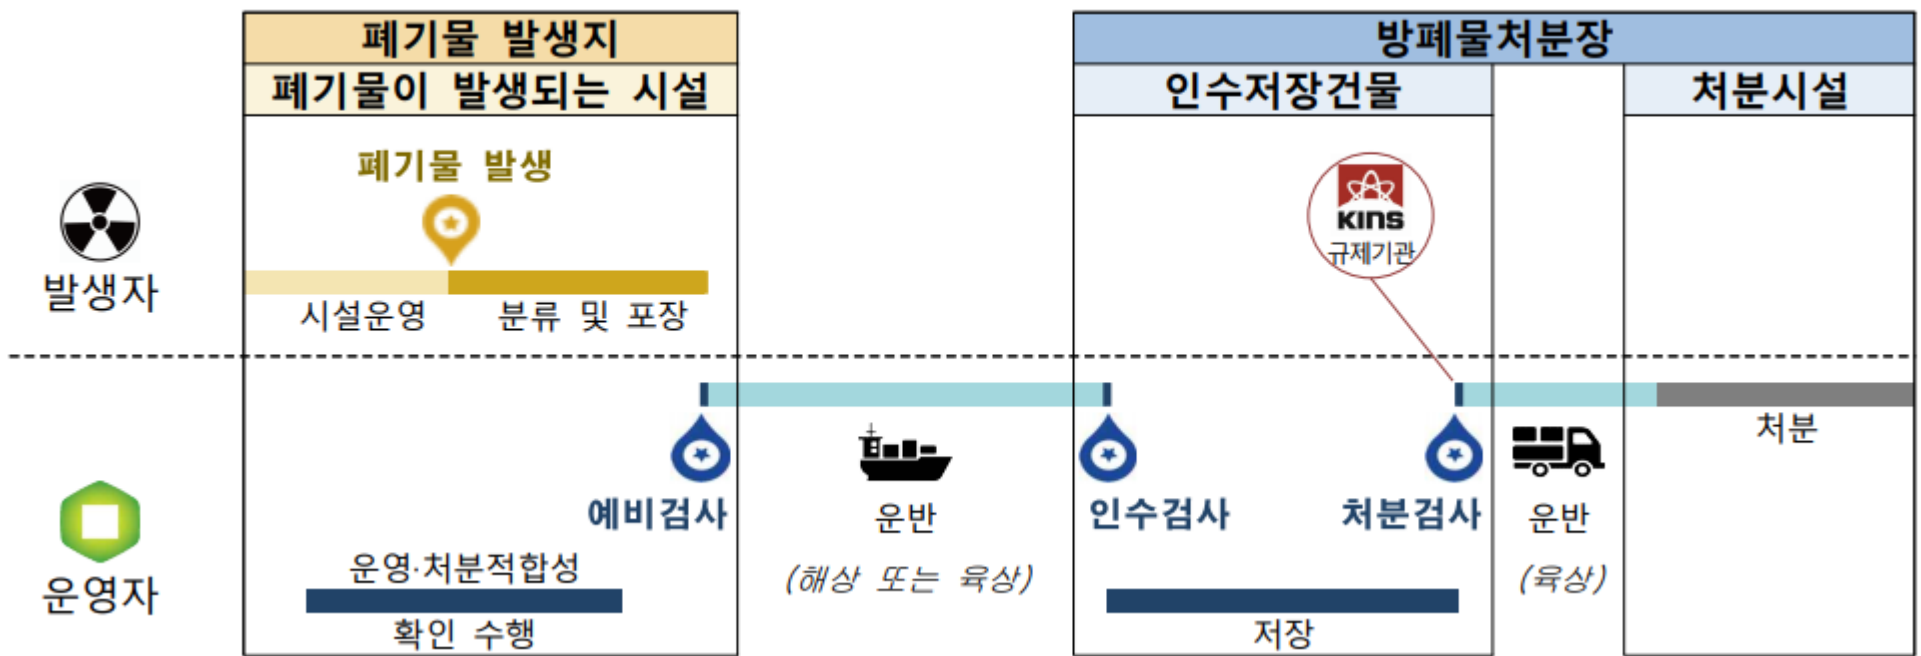 폐기물 발생지
방폐물처분장
폐기물이 발생되는 시설
인수저장건물
처분시설
폐기물 발생
KINS
규제기관
발생자
시설운영
분류 및 포장
처분
예비검사
운반
인수검사
처분검사
운반
(해상 또는 육상)
(육상)
운영·처분적합성
운영자
확인 수행
저장